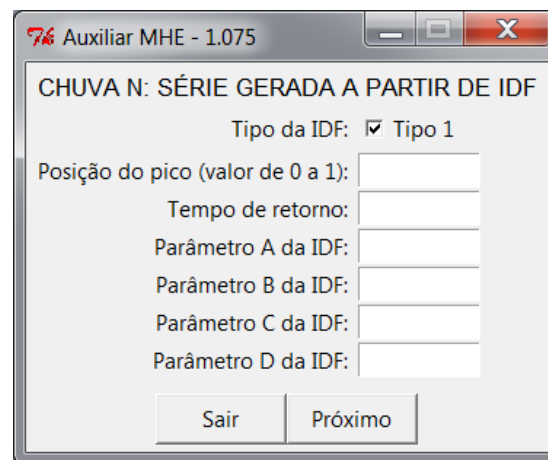 Auxiliar MHE - 1.075
CHUVA N: SÉRIE GERADA A PARTIR DE IDF
Tipo da IDF: Tipo 1
Posição do pico (valor de 0 a 1):
Tempo de retorno:
Parâmetro A da IDF:
Parâmetro B da IDF:
Parâmetro C da IDF:
Parâmetro D da IDF:
Sair Próximo